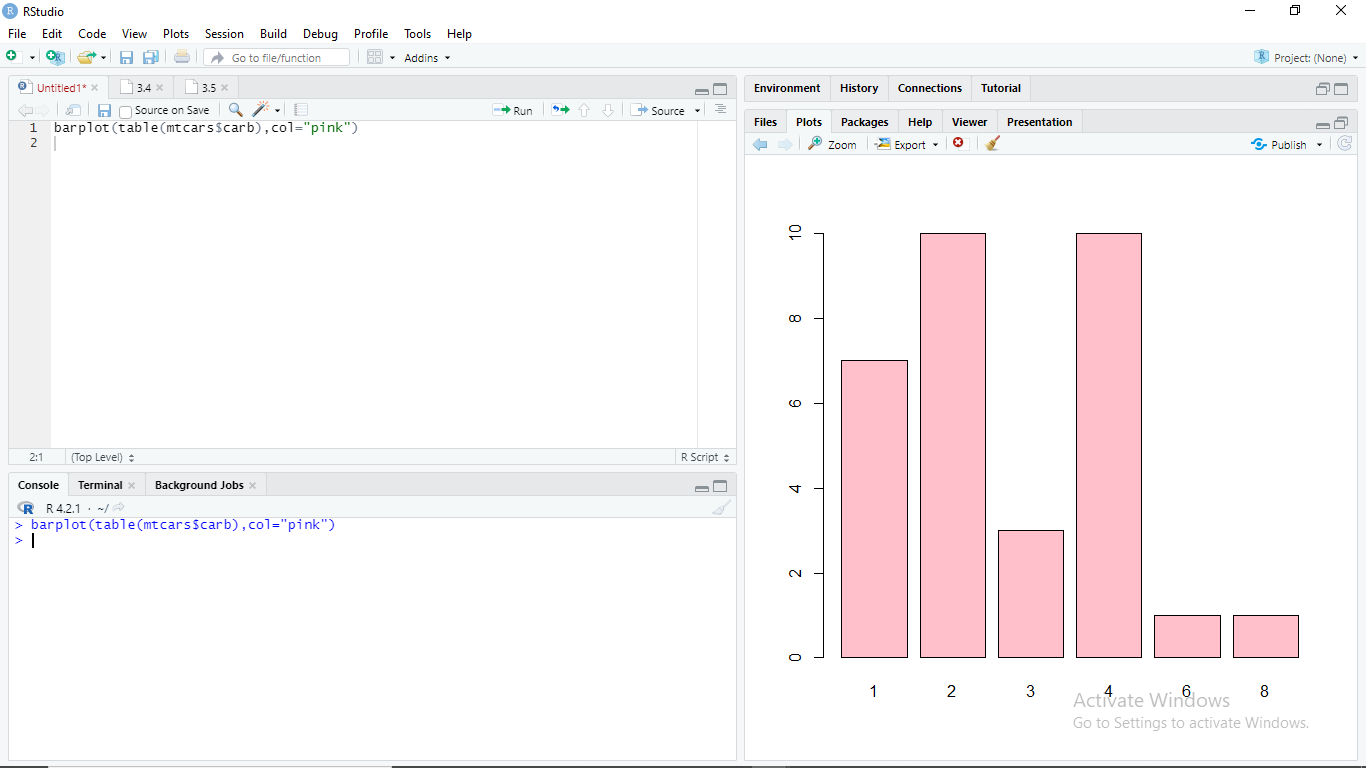 RStudio
File Edit Code View Plots Session Build Debug Profile Tools Help
Go to file/function Addins Project: (None)
Untitled1* 3.4 3.5
Source on Save Run Source
1 barplot(table(mtcars$carb),col="pink")
2
2:1 (Top Level) R Script
Console Terminal Background Jobs
R 4.2.1 · ~/
> barplot(table(mtcars$carb),col="pink")
>
Environment History Connections Tutorial
Files Plots Packages Help Viewer Presentation
Zoom Export Publish
10
8
6
4
2
0
1 2 3 4 6 8
Activate Windows
Go to Settings to activate Windows.